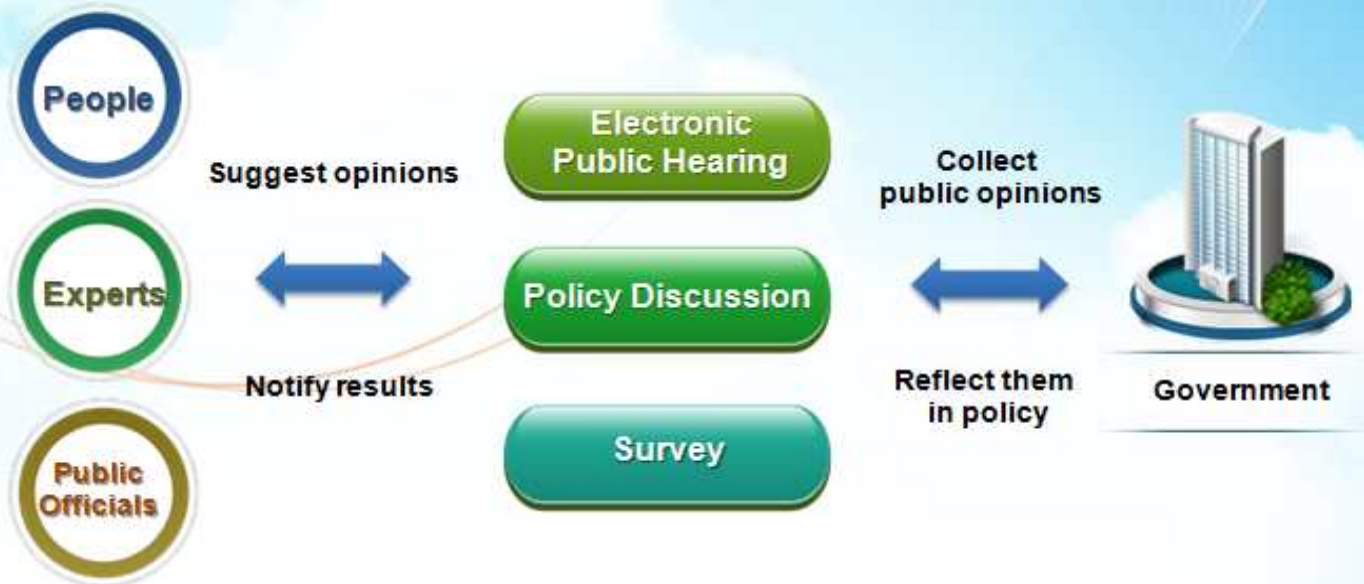 People
Experts
Public
Officials
Suggest opinions
Notify results
Electronic
Public Hearing
Policy Discussion
Survey
Collect
public opinions
Reflect them
in policy
Government